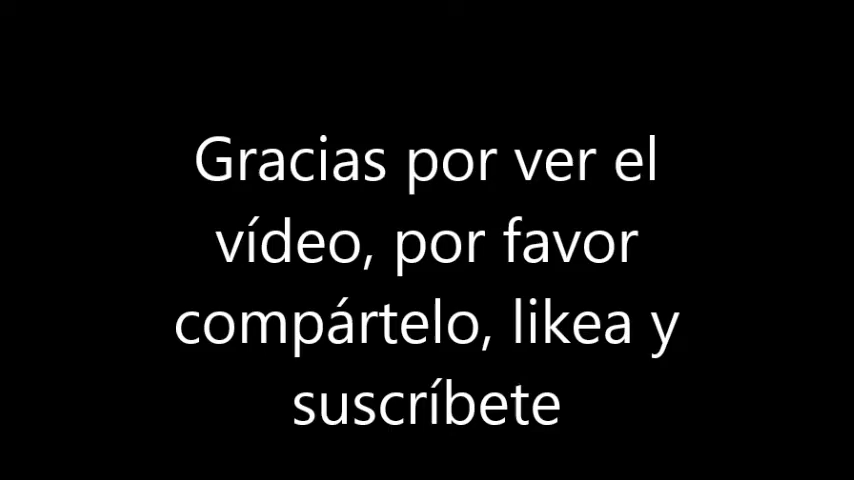 Gracias por ver el
vídeo, por favor
compártelo, likea y
suscríbete